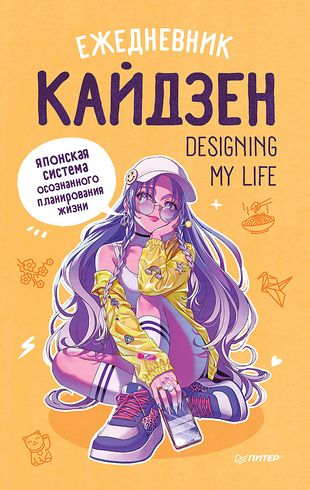 ЕЖЕДНЕВНИК
КАЙДЗЕН
DESIGNING
MY LIFE
ЯПОНСКАЯ
СИСТЕМА
ОСОЗНАННОГО
ПЛАНИРОВАНИЯ
ЖИЗНИ
ПИТЕР